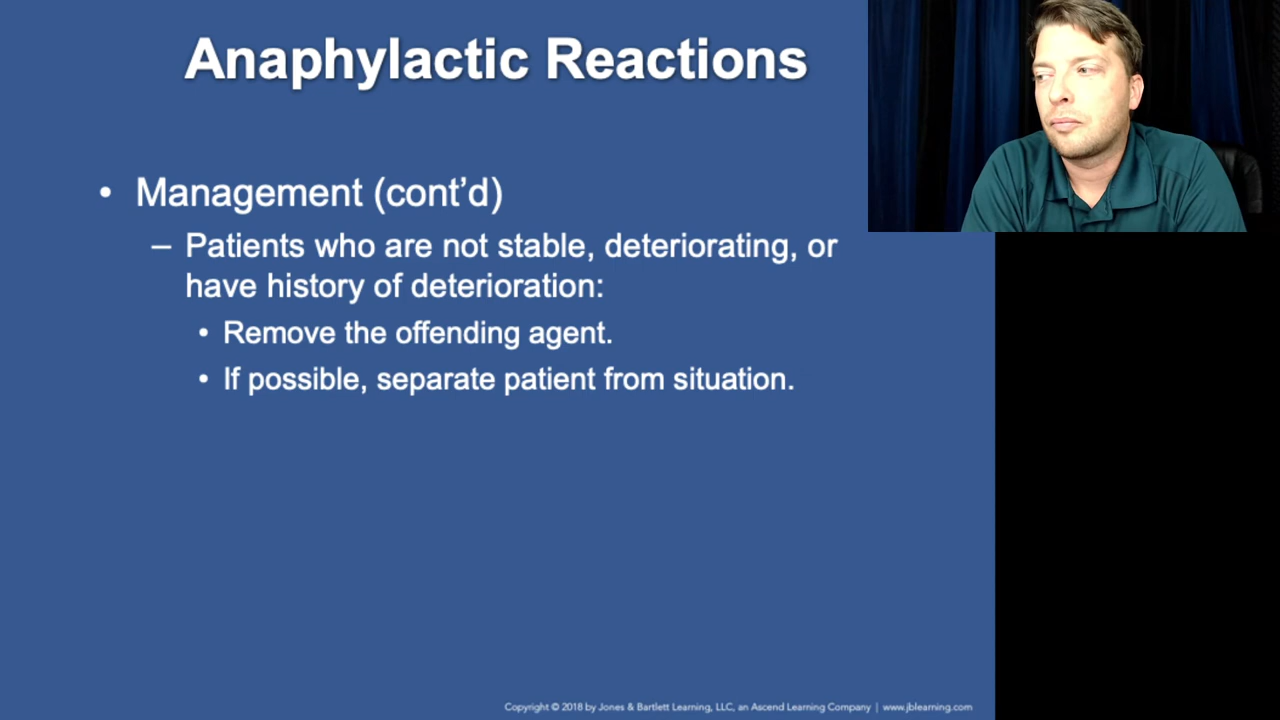 Anaphylactic Reactions
• Management (cont’d)
– Patients who are not stable, deteriorating, or
have history of deterioration:
• Remove the offending agent.
• If possible, separate patient from situation.
Copyright © 2018 by Jones & Bartlett Learning, LLC, an Ascend Learning Company | www.jblearning.com